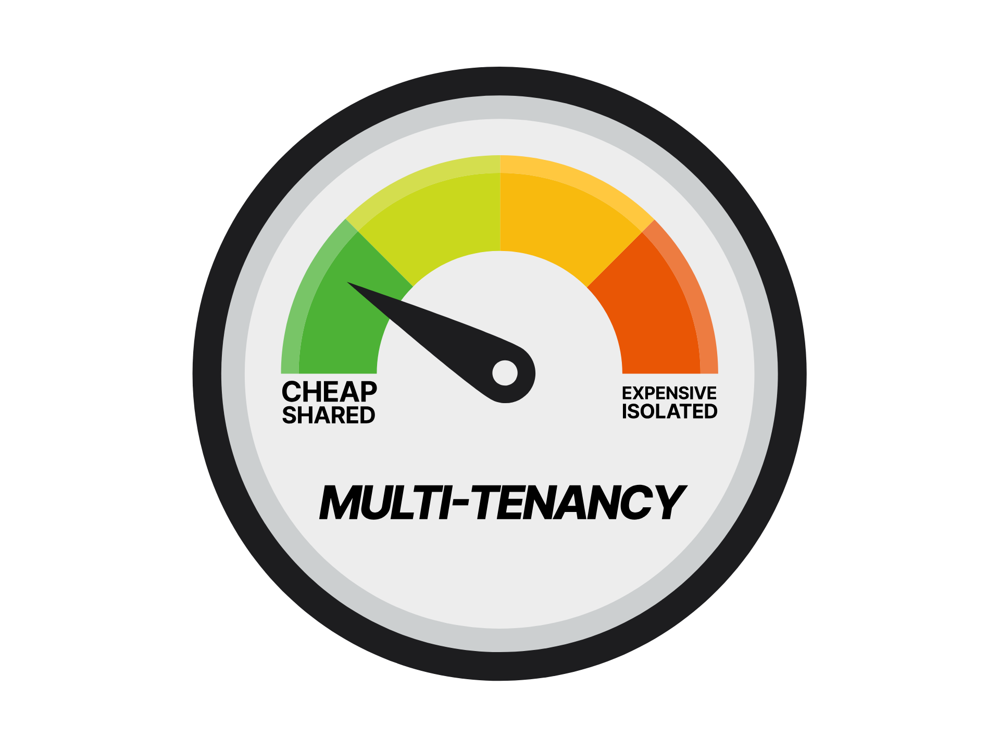 CHEAP
SHARED
EXPENSIVE
ISOLATED
MULTI-TENANCY